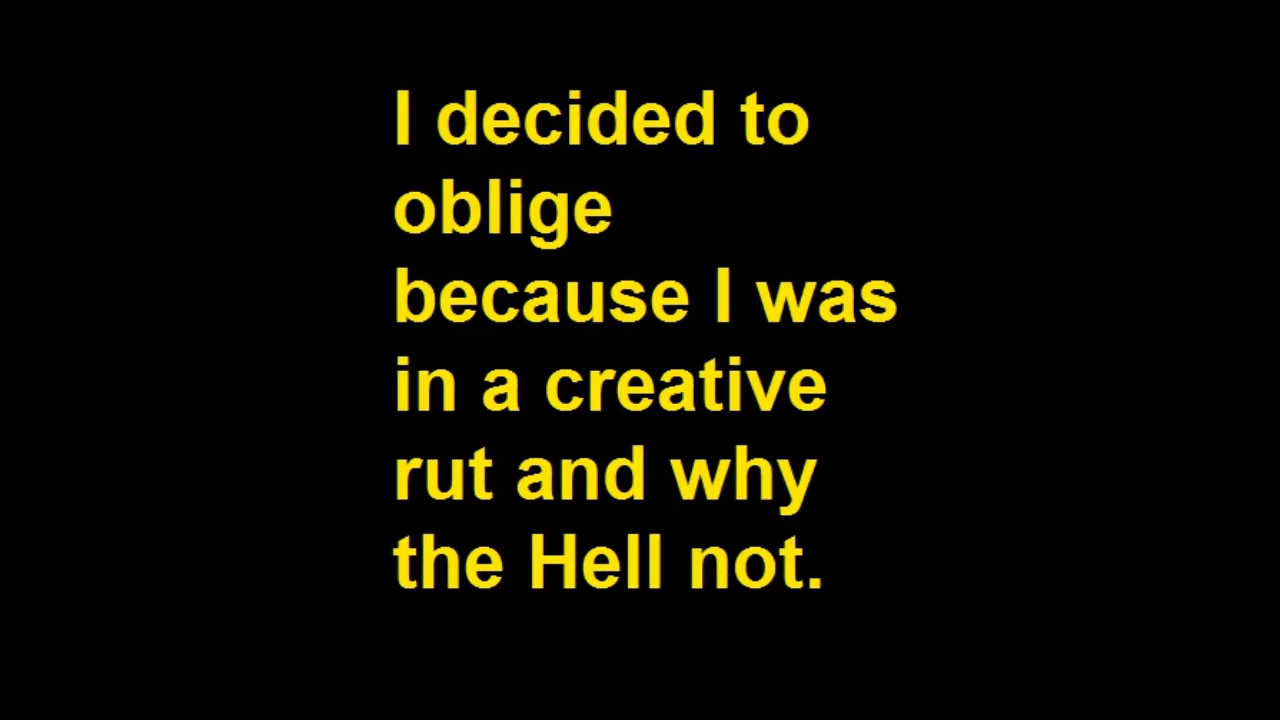 I decided to
oblige
because I was
in a creative
rut and why
the Hell not.